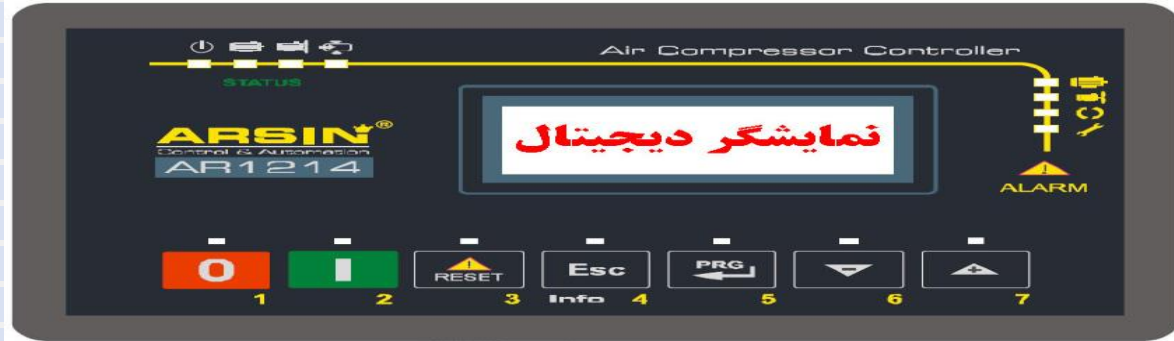 Air Compressor Controller
STATUS
ARSIN®
Control & Automation
AR1214
نمایشگر دیجیتال
ALARM
O I RESET Esc PRG - +
1 2 3 Info 4 5 6 7